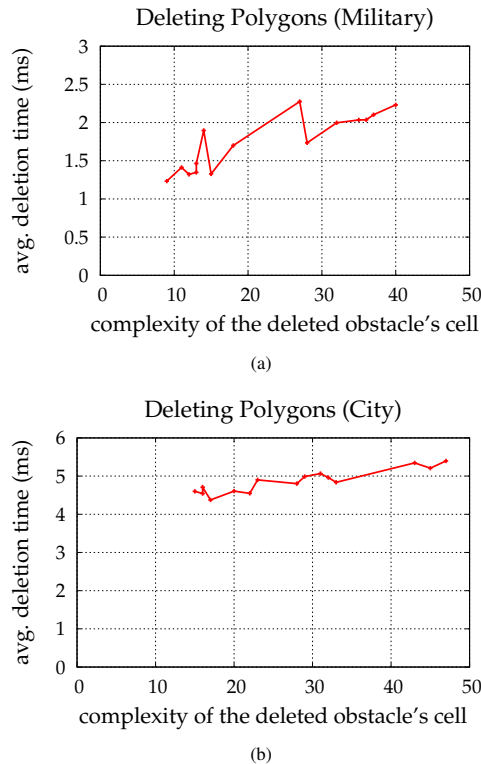 Deleting Polygons (Military)
avg. deletion time (ms)
3
2.5
2
1.5
1
0.5
0
0 10 20 30 40 50
complexity of the deleted obstacle's cell
(a)
Deleting Polygons (City)
avg. deletion time (ms)
6
5
4
3
2
1
0
0 10 20 30 40 50
complexity of the deleted obstacle's cell
(b)